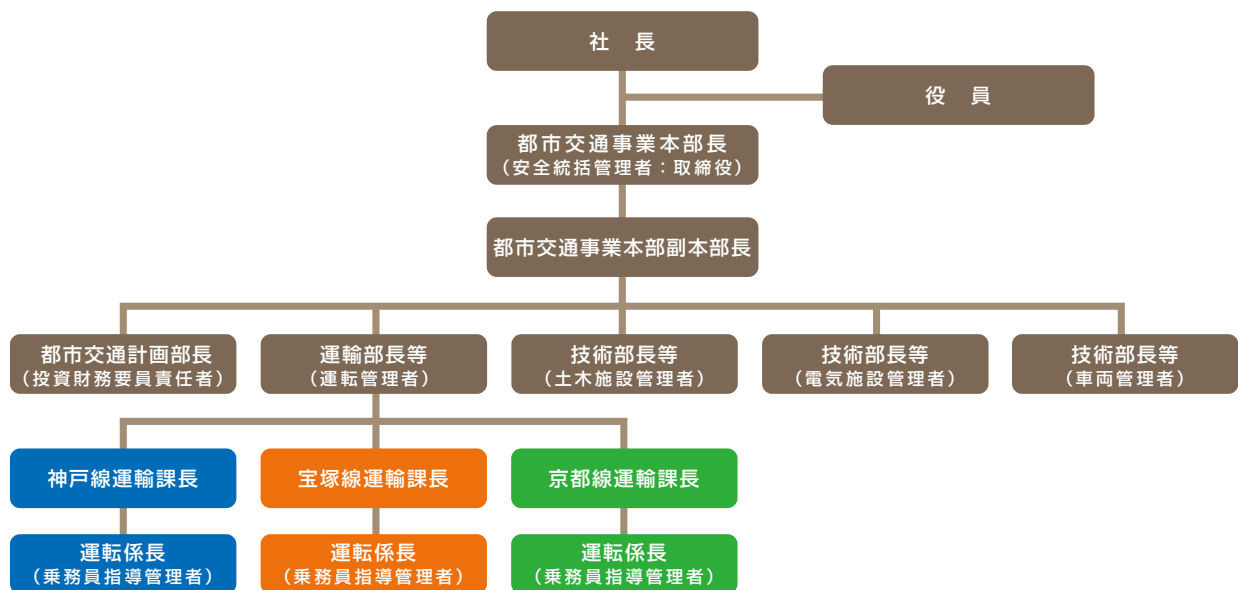 社　長
役　員
都市交通事業本部長
（安全統括管理者：取締役）
都市交通事業本部副本部長
都市交通計画部長
（投資財務要員責任者）
運輸部長等
（運転管理者）
技術部長等
（土木施設管理者）
技術部長等
（電気施設管理者）
技術部長等
（車両管理者）
神戸線運輸課長
宝塚線運輸課長
京都線運輸課長
運転係長
（乗務員指導管理者）
運転係長
（乗務員指導管理者）
運転係長
（乗務員指導管理者）